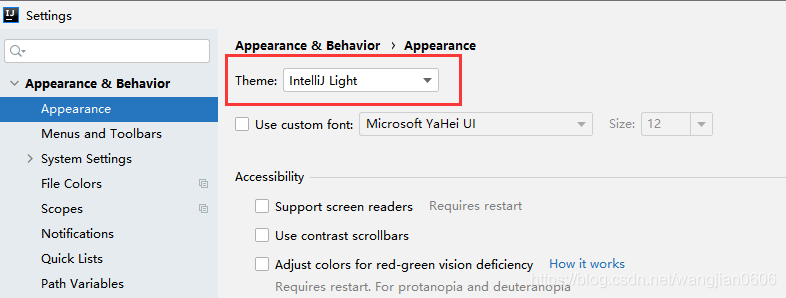 IJ Settings
Appearance & Behavior
Appearance
Menus and Toolbars
System Settings
File Colors
Scopes
Notifications
Quick Lists
Path Variables
Appearance & Behavior › Appearance
Theme: IntelliJ Light
Use custom font: Microsoft YaHei UI Size: 12
Accessibility
Support screen readers Requires restart
Use contrast scrollbars
Adjust colors for red-green vision deficiency How it works
Requires restart. For protanopia and deuteranopia
https://blog.csdn.net/wangjian0606